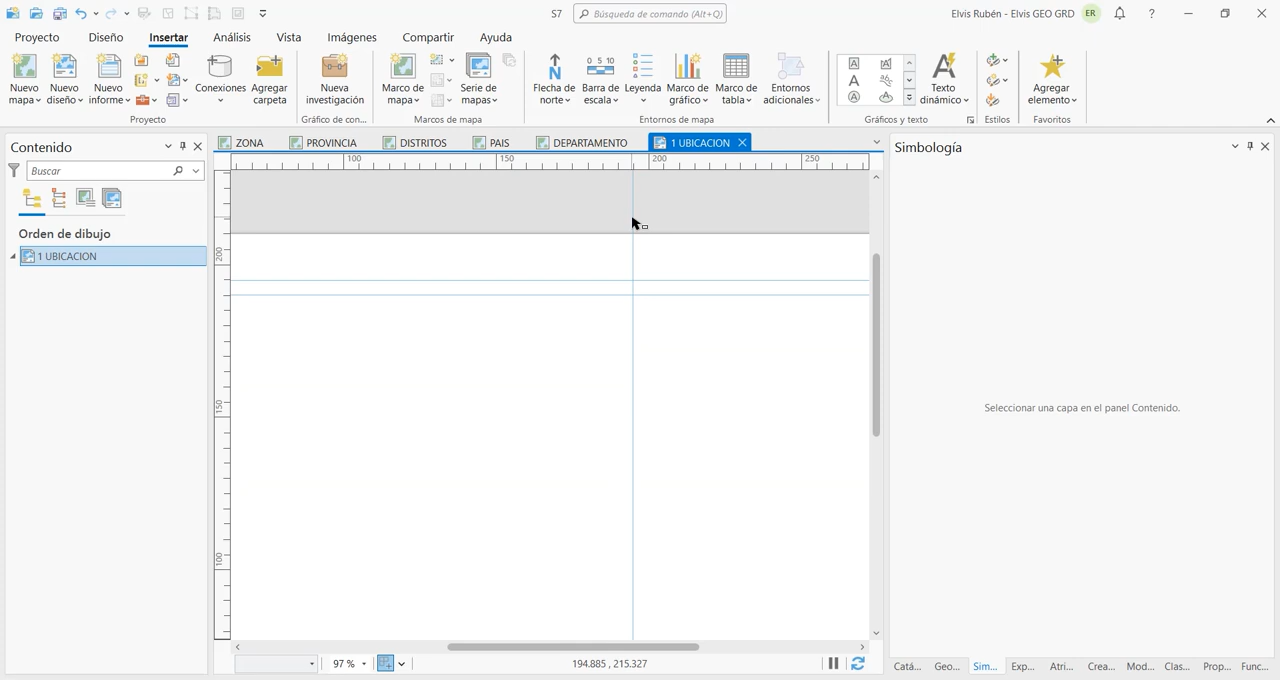 S7
Búsqueda de comando (Alt+Q)
Elvis Rubén - Elvis GEO GRD
ER
Proyecto
Diseño
Insertar
Análisis
Vista
Imágenes
Compartir
Ayuda
Nuevo mapa
Nuevo diseño
Nuevo informe
Conexiones
Agregar carpeta
Nueva investigación
Marco de mapa
Serie de mapas
Flecha de norte
Barra de escala
Leyenda
Marco de gráfico
Marco de tabla
Entornos adicionales
Texto dinámico
Agregar elemento
Proyecto
Gráfico de con...
Marcos de mapa
Entornos de mapa
Gráficos y texto
Estilos
Favoritos
Contenido
Buscar
Orden de dibujo
1 UBICACION
ZONA
PROVINCIA
DISTRITOS
PAIS
DEPARTAMENTO
1 UBICACION
100
150
200
250
200
150
100
97 %
194.885 , 215.327
Simbología
Seleccionar una capa en el panel Contenido.
Catá...
Geo...
Sim...
Exp...
Atri...
Crea...
Mod...
Clas...
Prop...
Func...